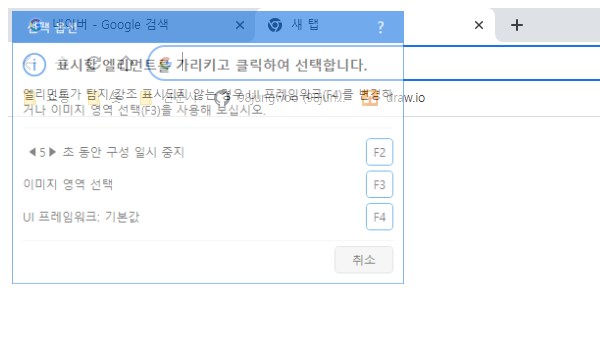 선택 옵션
네이버 - Google 검색
새 탭
표시할 엘리먼트를 가리키고 클릭하여 선택합니다.
엘리먼트가 탐지/강조 표시되지 않는 경우 UI 프레임워크(F4)를 변경하
거나 이미지 영역 선택(F3)을 사용해 보십시오.
draw.io
5 초 동안 구성 일시 중지 F2
이미지 영역 선택 F3
UI 프레임워크: 기본값 F4
취소